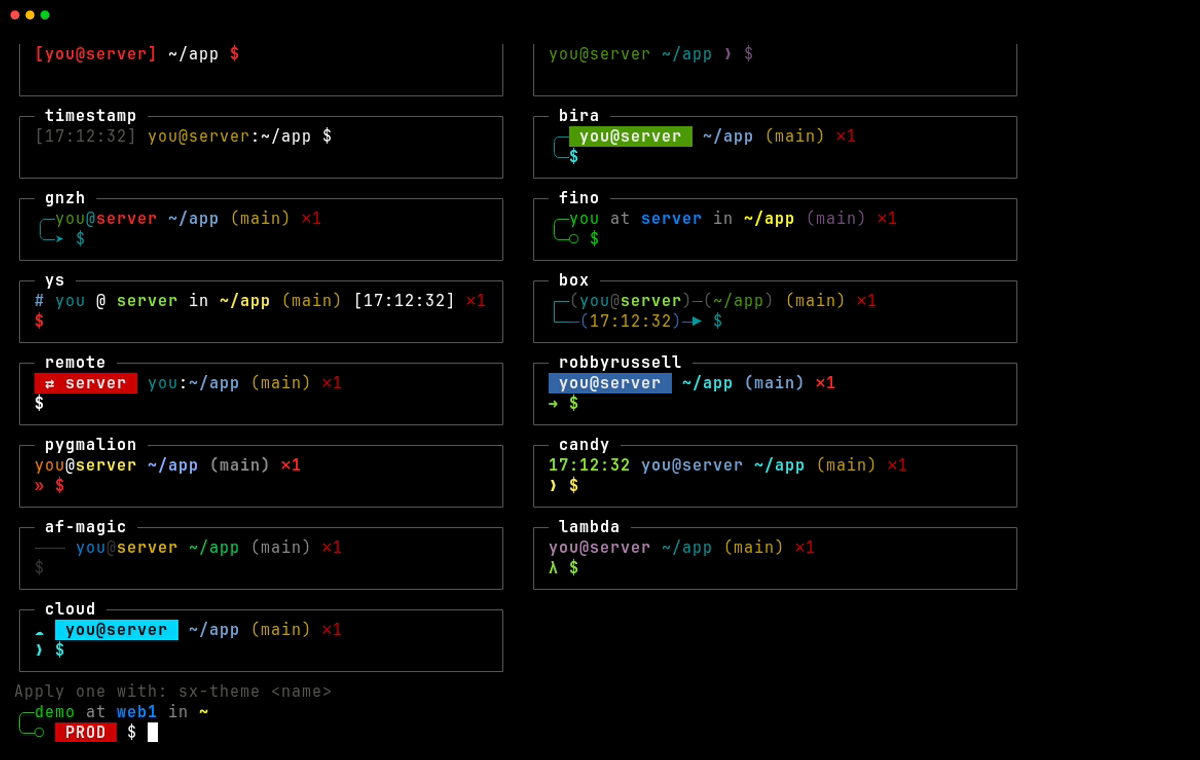 [you@server] ~/app $
you@server ~/app ❯ $
timestamp
[17:12:32] you@server:~/app $
bira
╭─ you@server ~/app (main) ×1
╰─$
gnzh
╭─you@server ~/app (main) ×1
╰─➤ $
fino
╭─you at server in ~/app (main) ×1
╰─○ $
ys
# you @ server in ~/app (main) [17:12:32] ×1
$
box
┌─(you@server)─(~/app) (main) ×1
└──(17:12:32)─► $
remote
⇄ server you:~/app (main) ×1
$
robbyrussell
you@server ~/app (main) ×1
➜ $
pygmalion
you@server ~/app (main) ×1
» $
candy
17:12:32 you@server ~/app (main) ×1
❯ $
af-magic
─── you@server ~/app (main) ×1
$
lambda
you@server ~/app (main) ×1
λ $
cloud
☁ you@server ~/app (main) ×1
❯ $
Apply one with: sx-theme <name>
╭─demo at web1 in ~
╰─○ PROD $